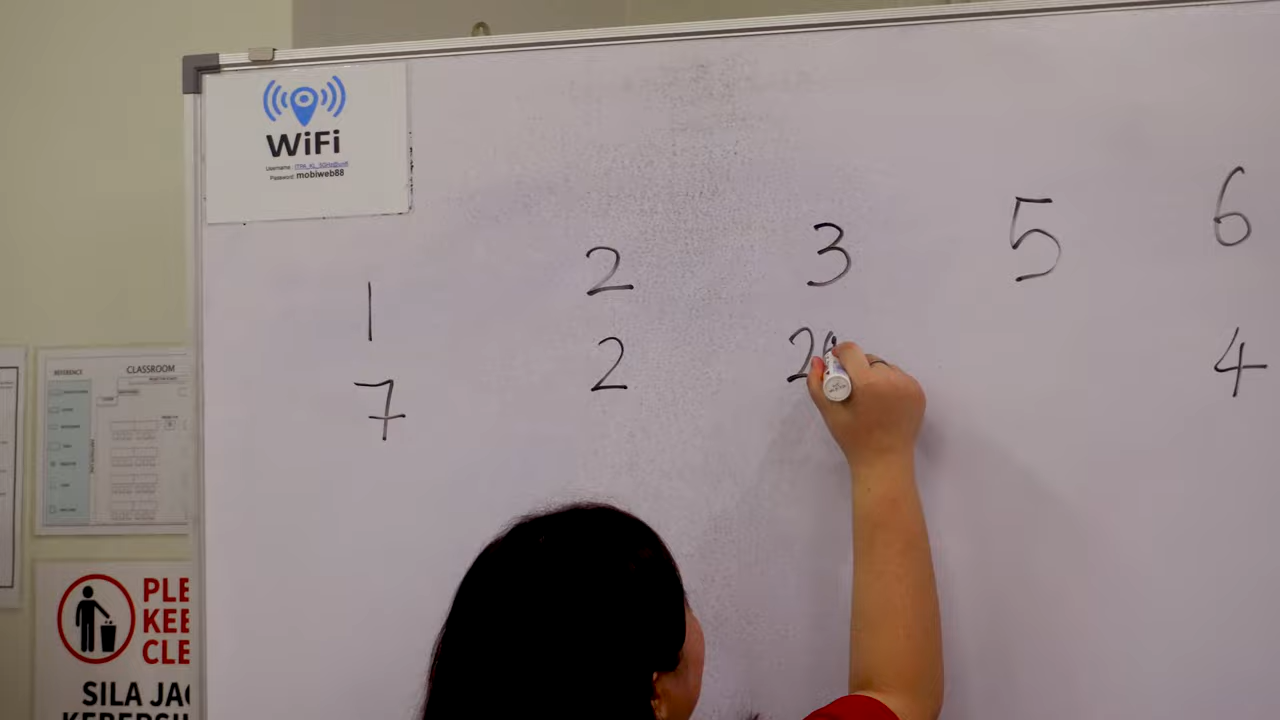 WiFi
Password: mobiweb88
1 2 3 5 6
7 2 2 4
REFERENCE
CLASSROOM
PLE
KEE
CLE
SILA JA